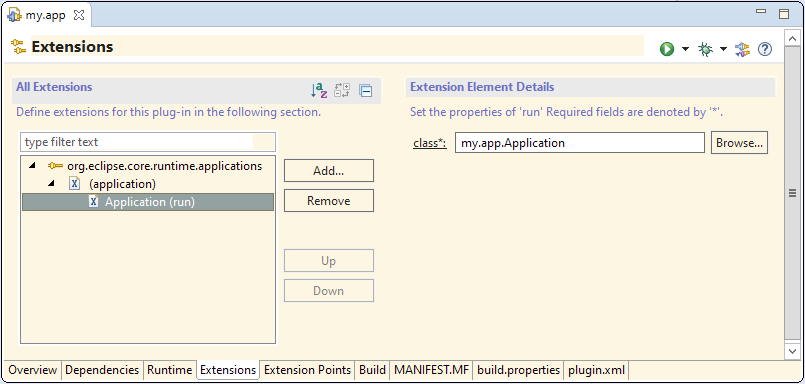 my.app
Extensions
All Extensions
Define extensions for this plug-in in the following section.
type filter text
org.eclipse.core.runtime.applications
(application)
Application (run)
Add...
Remove
Up
Down
Extension Element Details
Set the properties of 'run' Required fields are denoted by '*'.
class*: my.app.Application Browse...
Overview Dependencies Runtime Extensions Extension Points Build MANIFEST.MF build.properties plugin.xml